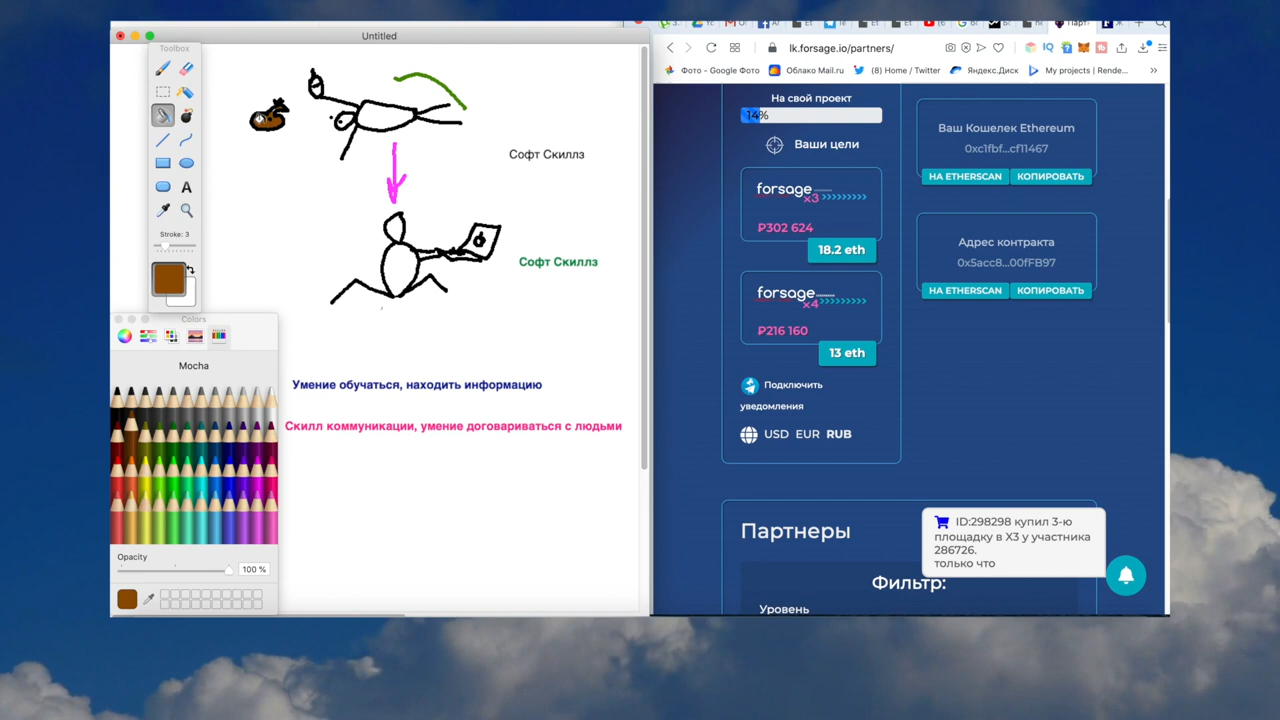 Untitled
Toolbox
Stroke: 3
Софт Скиллз
Софт Скиллз
Умение обучаться, находить информацию
Скилл коммуникации, умение договариваться с людьми
Colors
Mocha
Opacity
100 %
lk.forsage.io/partners/
Фото - Google Фото
Облако Mail.ru
(8) Home / Twitter
Яндекс.Диск
My projects | Rende...
На свой проект
14%
Ваши цели
forsage
x3
₽302 624
18.2 eth
forsage
x4
₽216 160
13 eth
Подключить
уведомления
USD EUR RUB
Ваш Кошелек Ethereum
0xc1fbf...cf11467
НА ETHERSCAN
КОПИРОВАТЬ
Адрес контракта
0x5acc8...00fFB97
НА ETHERSCAN
КОПИРОВАТЬ
Партнеры
ID:298298 купил 3-ю
площадку в X3 у участника
286726.
только что
Фильтр:
Уровень